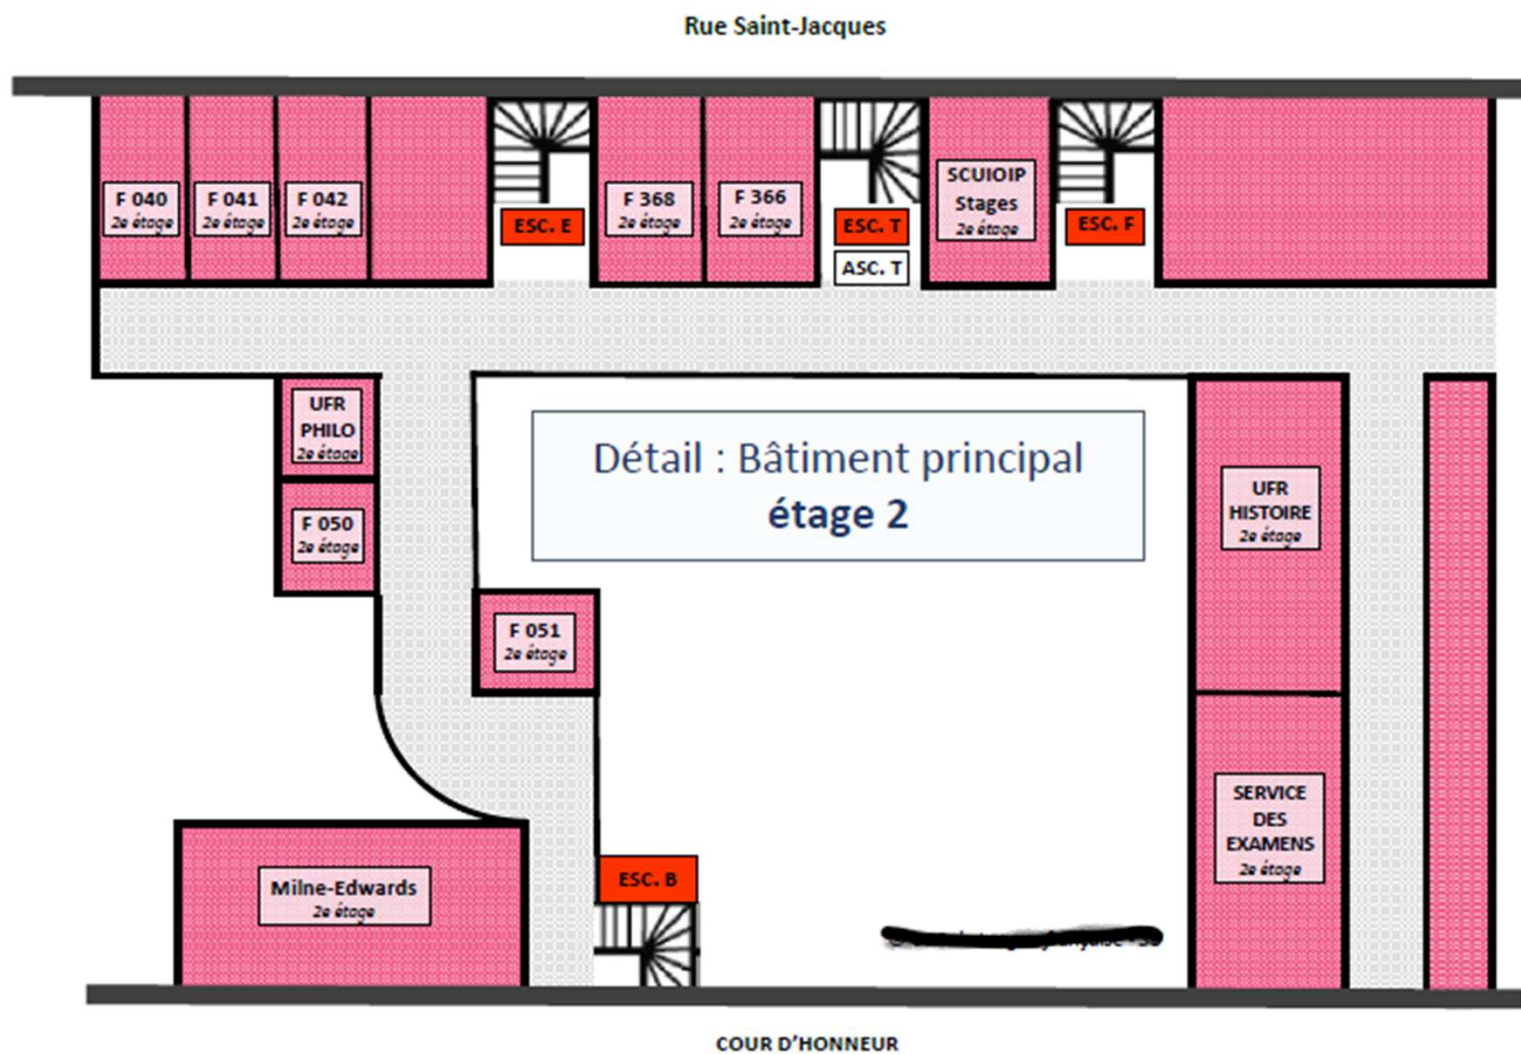 Rue Saint-Jacques
F 040
2e étage
F 041
2e étage
F 042
2e étage
ESC. E
F 368
2e étage
F 366
2e étage
ESC. T
ASC. T
SCUIOIP
Stages
2e étage
ESC. F
UFR
PHILO
2e étage
F 050
2e étage
Détail : Bâtiment principal
étage 2
UFR
HISTOIRE
2e étage
F 051
2e étage
SERVICE
DES
EXAMENS
2e étage
Milne-Edwards
2e étage
ESC. B
COUR D'HONNEUR